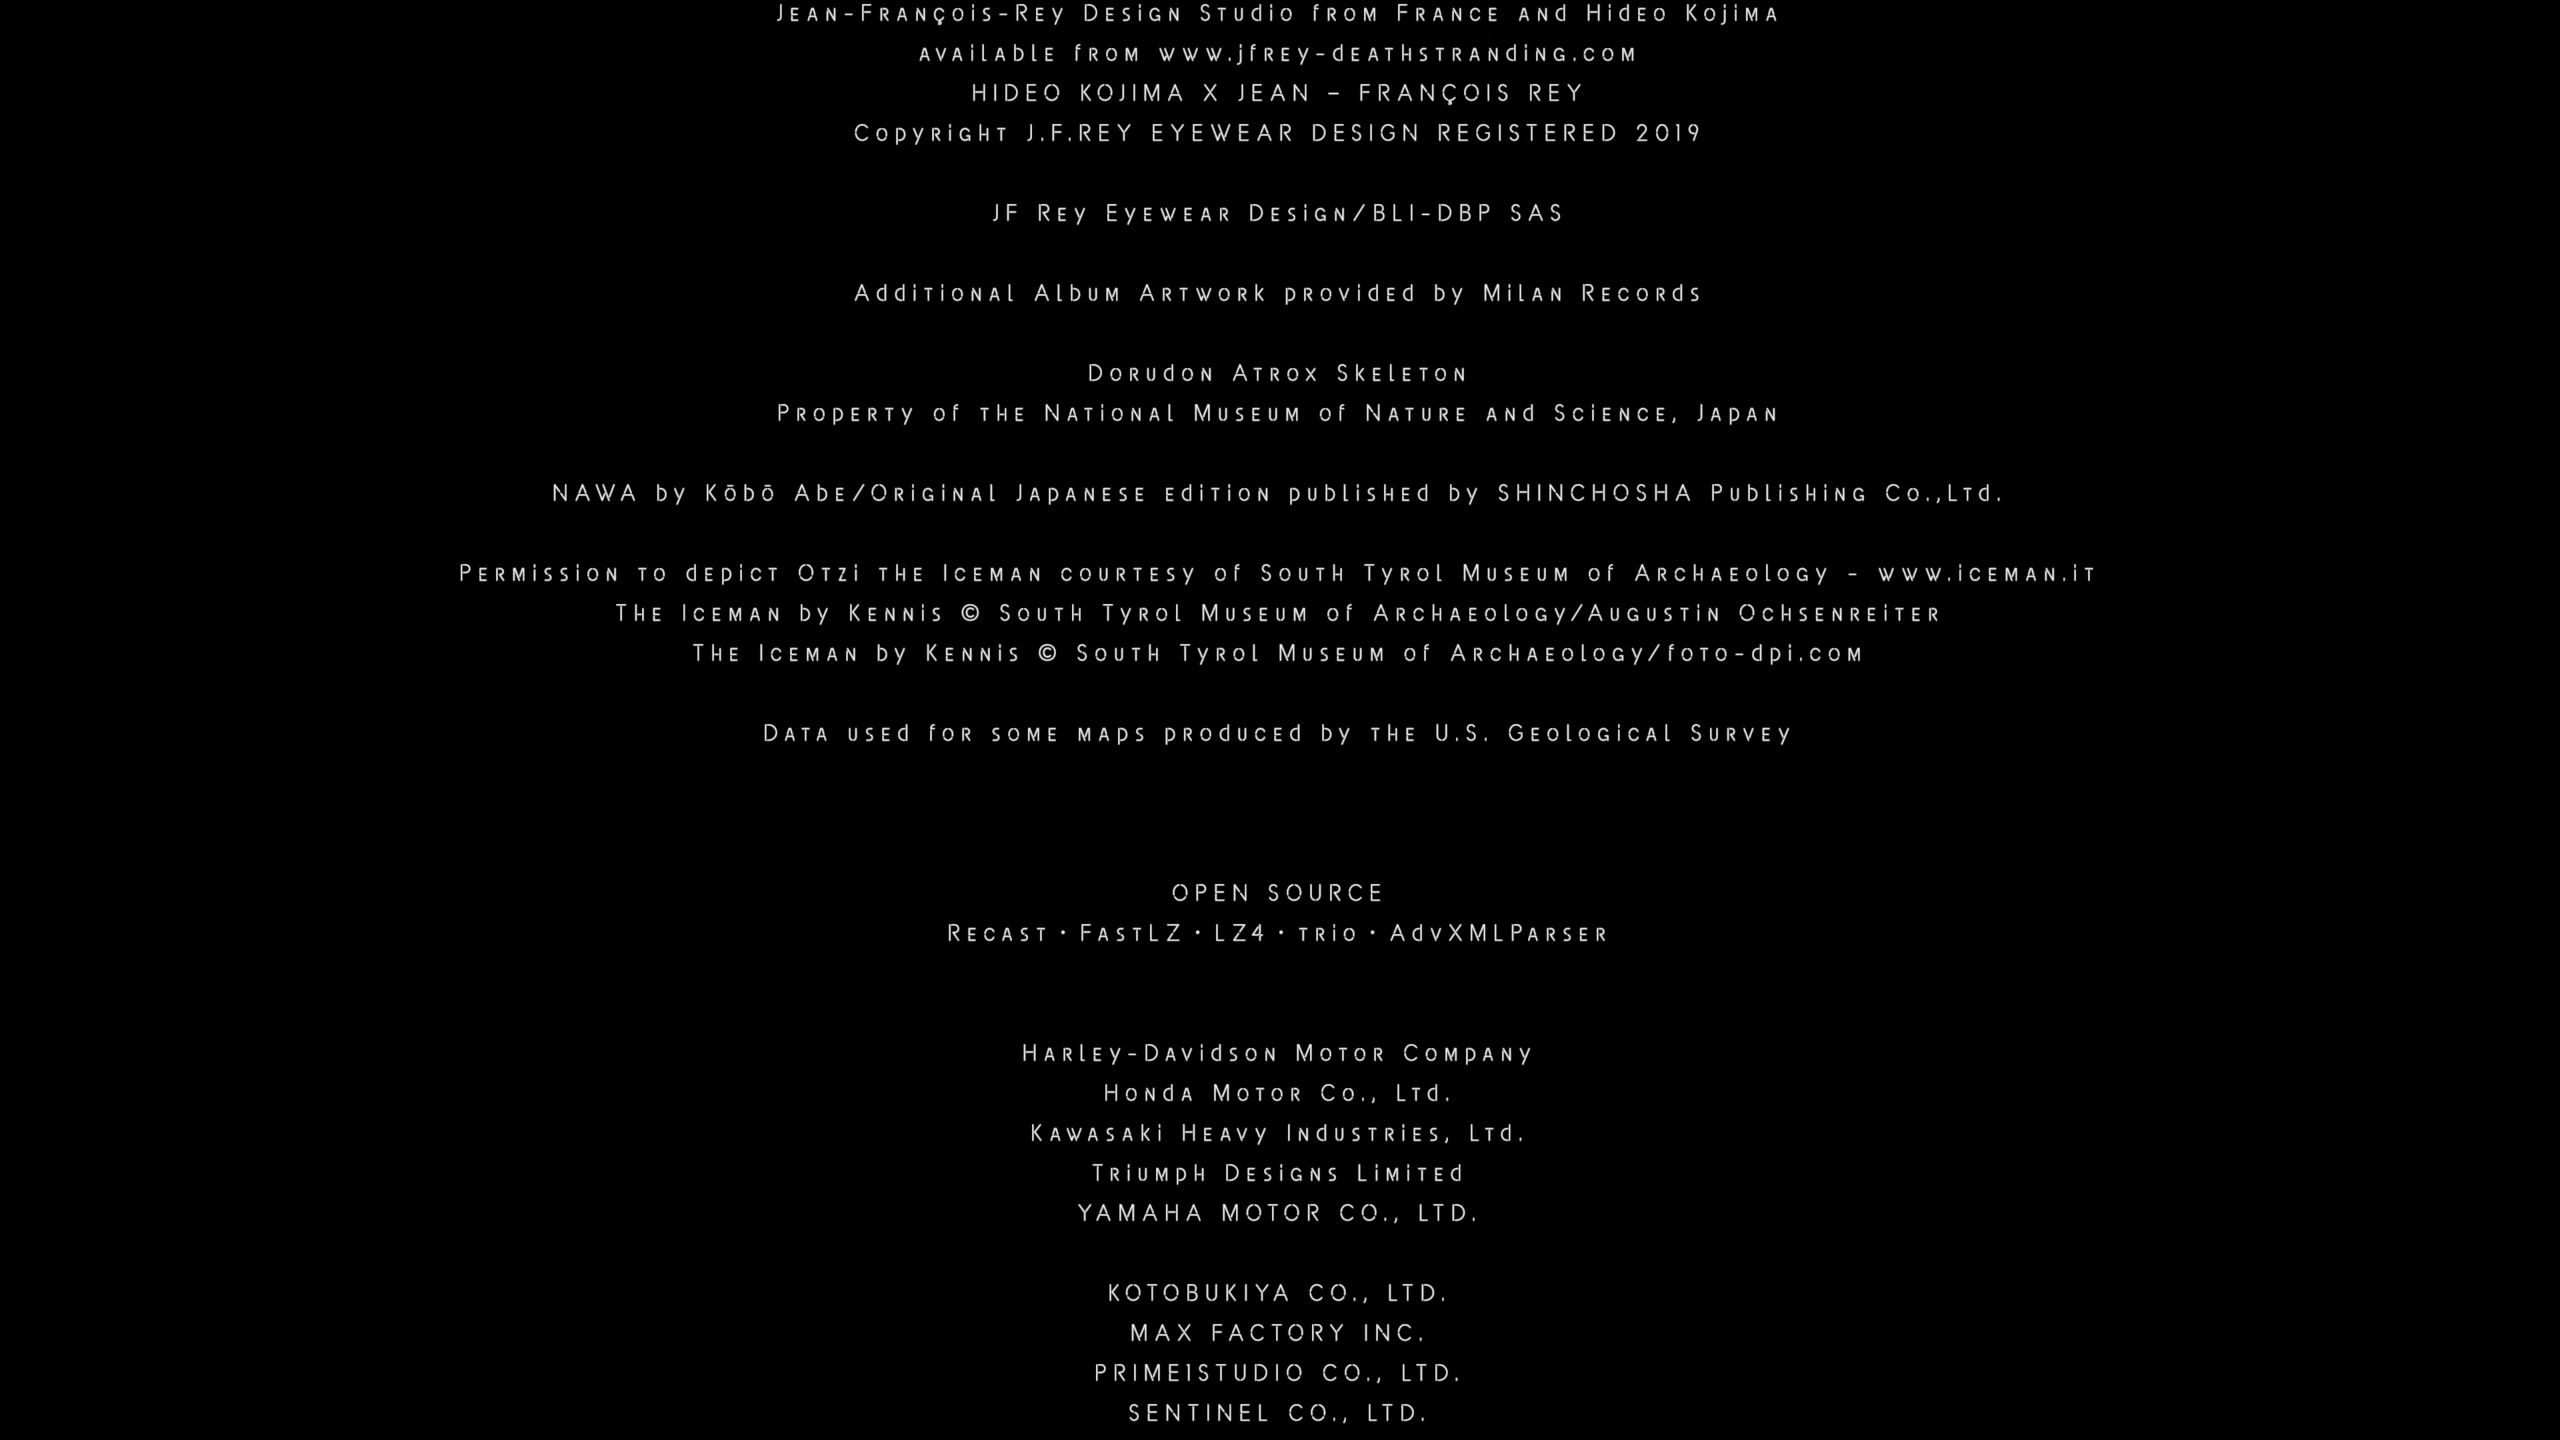 Jean-François-Rey Design Studio from France and Hideo Kojima
available from www.jfrey-deathstranding.com
HIDEO KOJIMA X JEAN – FRANÇOIS REY
Copyright J.F.REY EYEWEAR DESIGN REGISTERED 2019
JF Rey Eyewear Design/BLI-DBP SAS
Additional Album Artwork provided by Milan Records
Dorudon Atrox Skeleton
Property of the National Museum of Nature and Science, Japan
NAWA by Kōbō Abe/Original Japanese edition published by SHINCHOSHA Publishing Co.,Ltd.
Permission to depict Otzi the Iceman courtesy of South Tyrol Museum of Archaeology - www.iceman.it
The Iceman by Kennis © South Tyrol Museum of Archaeology/Augustin Ochsenreiter
The Iceman by Kennis © South Tyrol Museum of Archaeology/foto-dpi.com
Data used for some maps produced by the U.S. Geological Survey
OPEN SOURCE
Recast・FastLZ・LZ4・trio・AdvXMLParser
Harley-Davidson Motor Company
Honda Motor Co., Ltd.
Kawasaki Heavy Industries, Ltd.
Triumph Designs Limited
YAMAHA MOTOR CO., LTD.
KOTOBUKIYA CO., LTD.
MAX FACTORY INC.
PRIME1STUDIO CO., LTD.
SENTINEL CO., LTD.